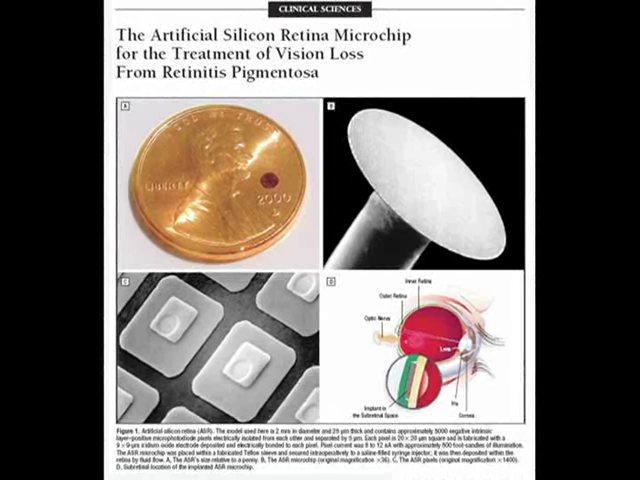 CLINICAL SCIENCES
The Artificial Silicon Retina Microchip
for the Treatment of Vision Loss
From Retinitis Pigmentosa
A
B
IN GOD WE TRUST
LIBERTY
2000
D
C
D
Inner Retina
Outer Retina
Optic Nerve
Lens
Iris
Cornea
Implant in
the Subretinal Space
Figure 1. Artificial silicon retina (ASR). The model used here is 2 mm in diameter and 25 µm thick and contains approximately 5000 negative intrinsic
layer–positive microphotodiode pixels electrically isolated from each other and separated by 5 µm. Each pixel is 20 × 20 µm square and is fabricated with a
9 × 9-µm iridium oxide electrode deposited and electrically bonded to each pixel. Pixel current was 8 to 12 nA with approximately 800 foot-candles of illumination.
The ASR microchip was placed within a fabricated Teflon sleeve and secured intraoperatively to a saline-filled syringe injector; it was then deposited within the
retina by fluid flow. A, The ASR's size relative to a penny. B, The ASR microchip (original magnification ×36). C, The ASR pixels (original magnification ×1400).
D, Subretinal location of the implanted ASR microchip.